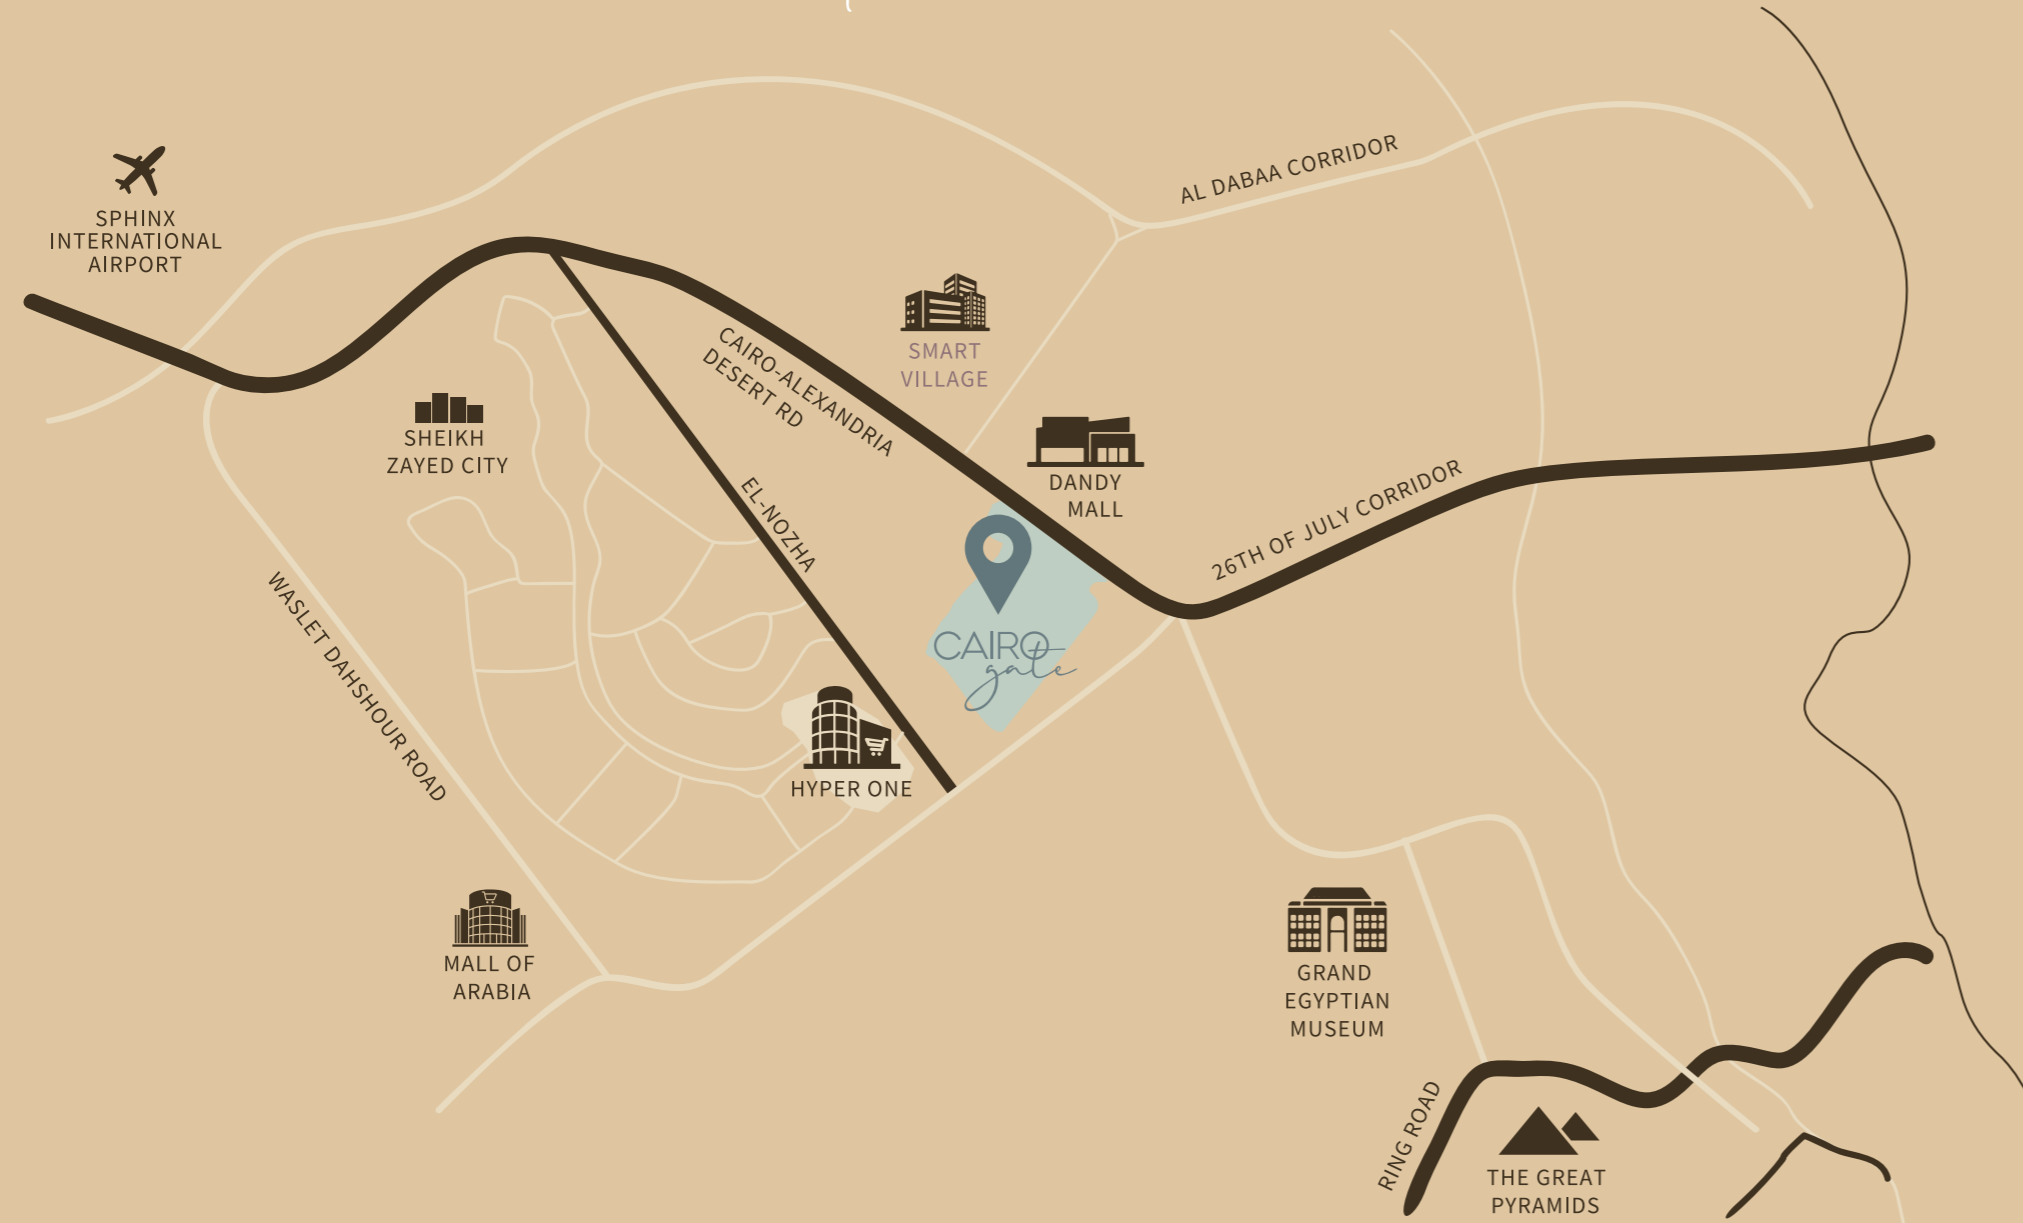 AL DABAA CORRIDOR
SPHINX
INTERNATIONAL
AIRPORT
SMART
VILLAGE
CAIRO-ALEXANDRIA
DESERT RD
SHEIKH
ZAYED CITY
DANDY
MALL
26TH OF JULY CORRIDOR
EL-NOZHA
WASLET DAHSHOUR ROAD
CAIRO
gate
HYPER ONE
MALL OF
ARABIA
GRAND
EGYPTIAN
MUSEUM
RING ROAD
THE GREAT
PYRAMIDS